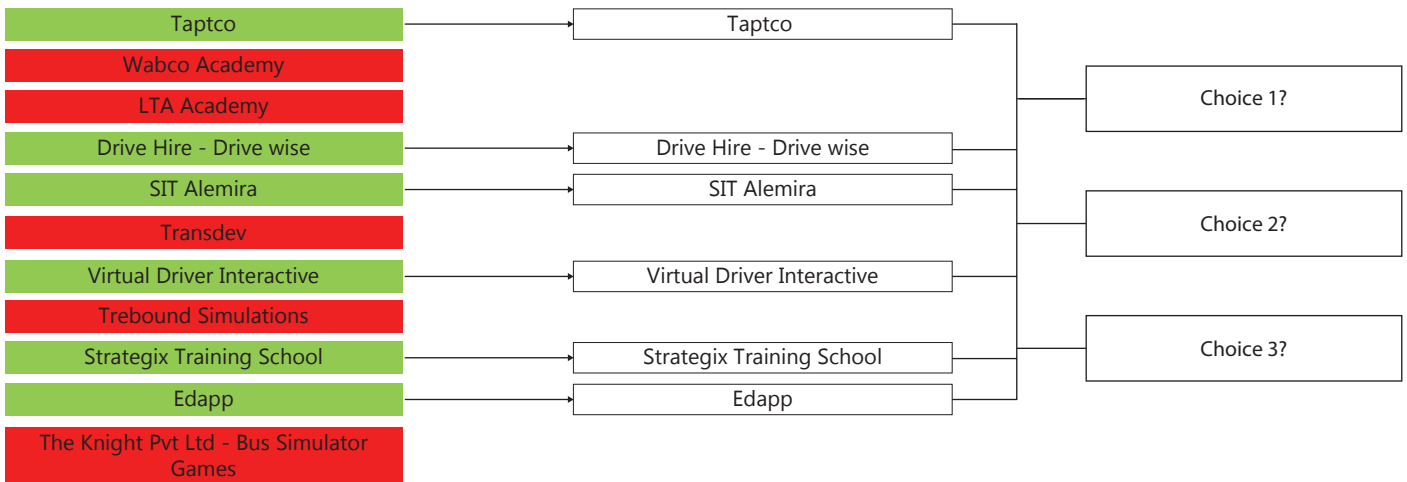 Taptco
Wabco Academy
LTA Academy
Drive Hire - Drive wise
SIT Alemira
Transdev
Virtual Driver Interactive
Trebound Simulations
Strategix Training School
Edapp
The Knight Pvt Ltd - Bus Simulator
Games
Taptco
Drive Hire - Drive wise
SIT Alemira
Virtual Driver Interactive
Strategix Training School
Edapp
Choice 1?
Choice 2?
Choice 3?